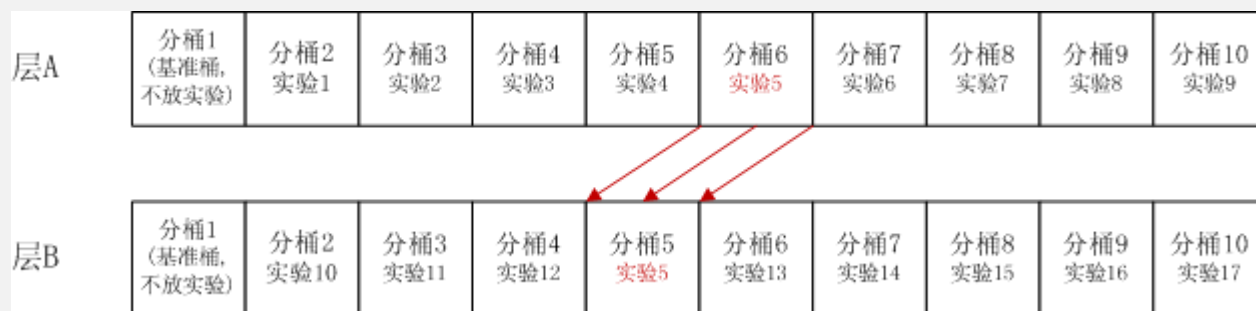 层A
分桶1
(基准桶,
不放实验)
分桶2
实验1
分桶3
实验2
分桶4
实验3
分桶5
实验4
分桶6
实验5
分桶7
实验6
分桶8
实验7
分桶9
实验8
分桶10
实验9
层B
分桶1
(基准桶,
不放实验)
分桶2
实验10
分桶3
实验11
分桶4
实验12
分桶5
实验5
分桶6
实验13
分桶7
实验14
分桶8
实验15
分桶9
实验16
分桶10
实验17